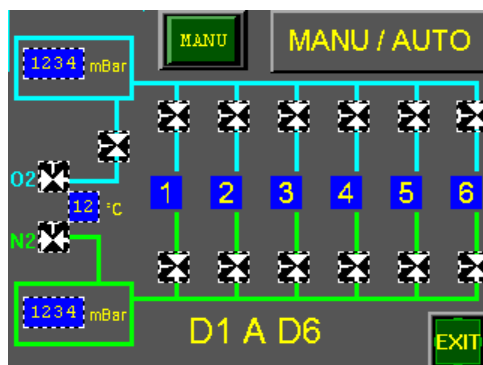 MANU
MANU / AUTO
1234 mBar
O2
1 2 3 4 5 6
12 °C
N2
1234 mBar
D1 A D6
EXIT